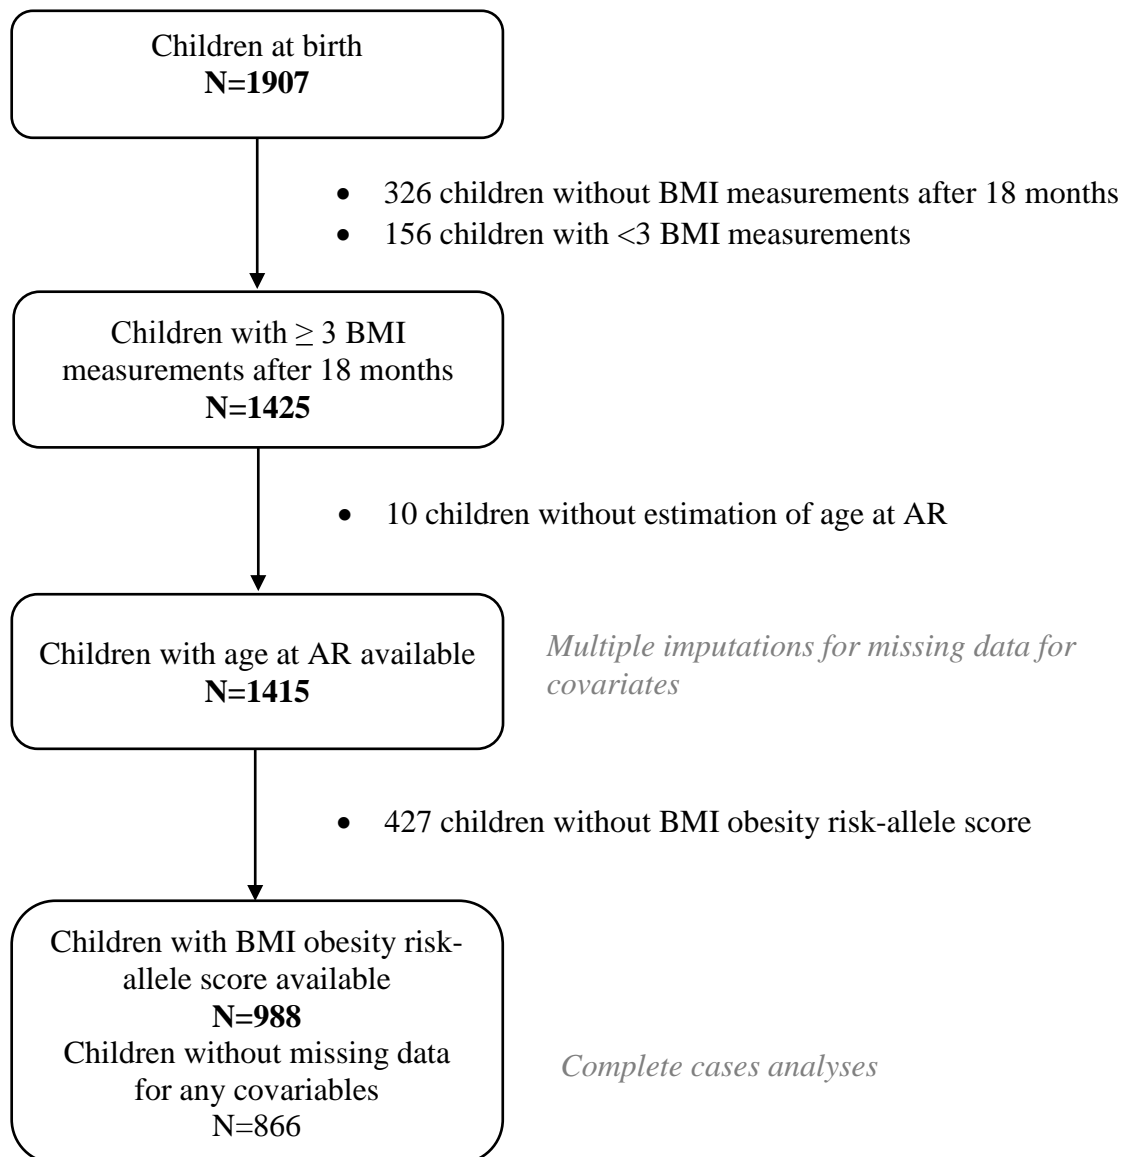 Children at birth
N=1907
• 326 children without BMI measurements after 18 months
• 156 children with <3 BMI measurements
Children with ≥ 3 BMI
measurements after 18 months
N=1425
• 10 children without estimation of age at AR
Children with age at AR available
N=1415
Multiple imputations for missing data for
covariates
• 427 children without BMI obesity risk-allele score
Children with BMI obesity risk-
allele score available
N=988
Children without missing data
for any covariables
N=866
Complete cases analyses